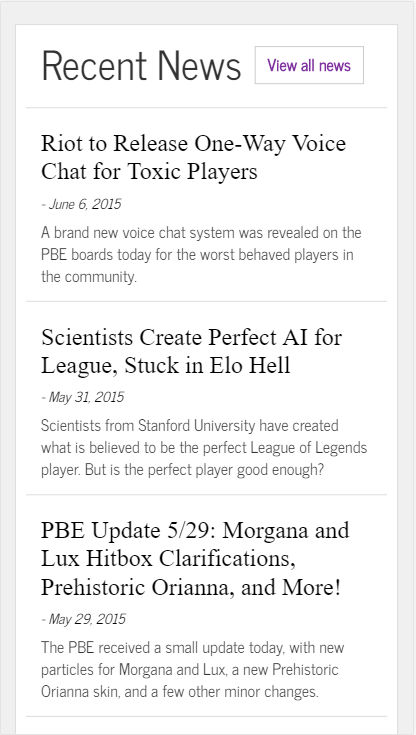 Recent News
View all news
Riot to Release One-Way Voice
Chat for Toxic Players
- June 6, 2015
A brand new voice chat system was revealed on the
PBE boards today for the worst behaved players in
the community.
Scientists Create Perfect AI for
League, Stuck in Elo Hell
- May 31, 2015
Scientists from Stanford University have created
what is believed to be the perfect League of Legends
player. But is the perfect player good enough?
PBE Update 5/29: Morgana and
Lux Hitbox Clarifications,
Prehistoric Orianna, and More!
- May 29, 2015
The PBE received a small update today, with new
particles for Morgana and Lux, a new Prehistoric
Orianna skin, and a few other minor changes.